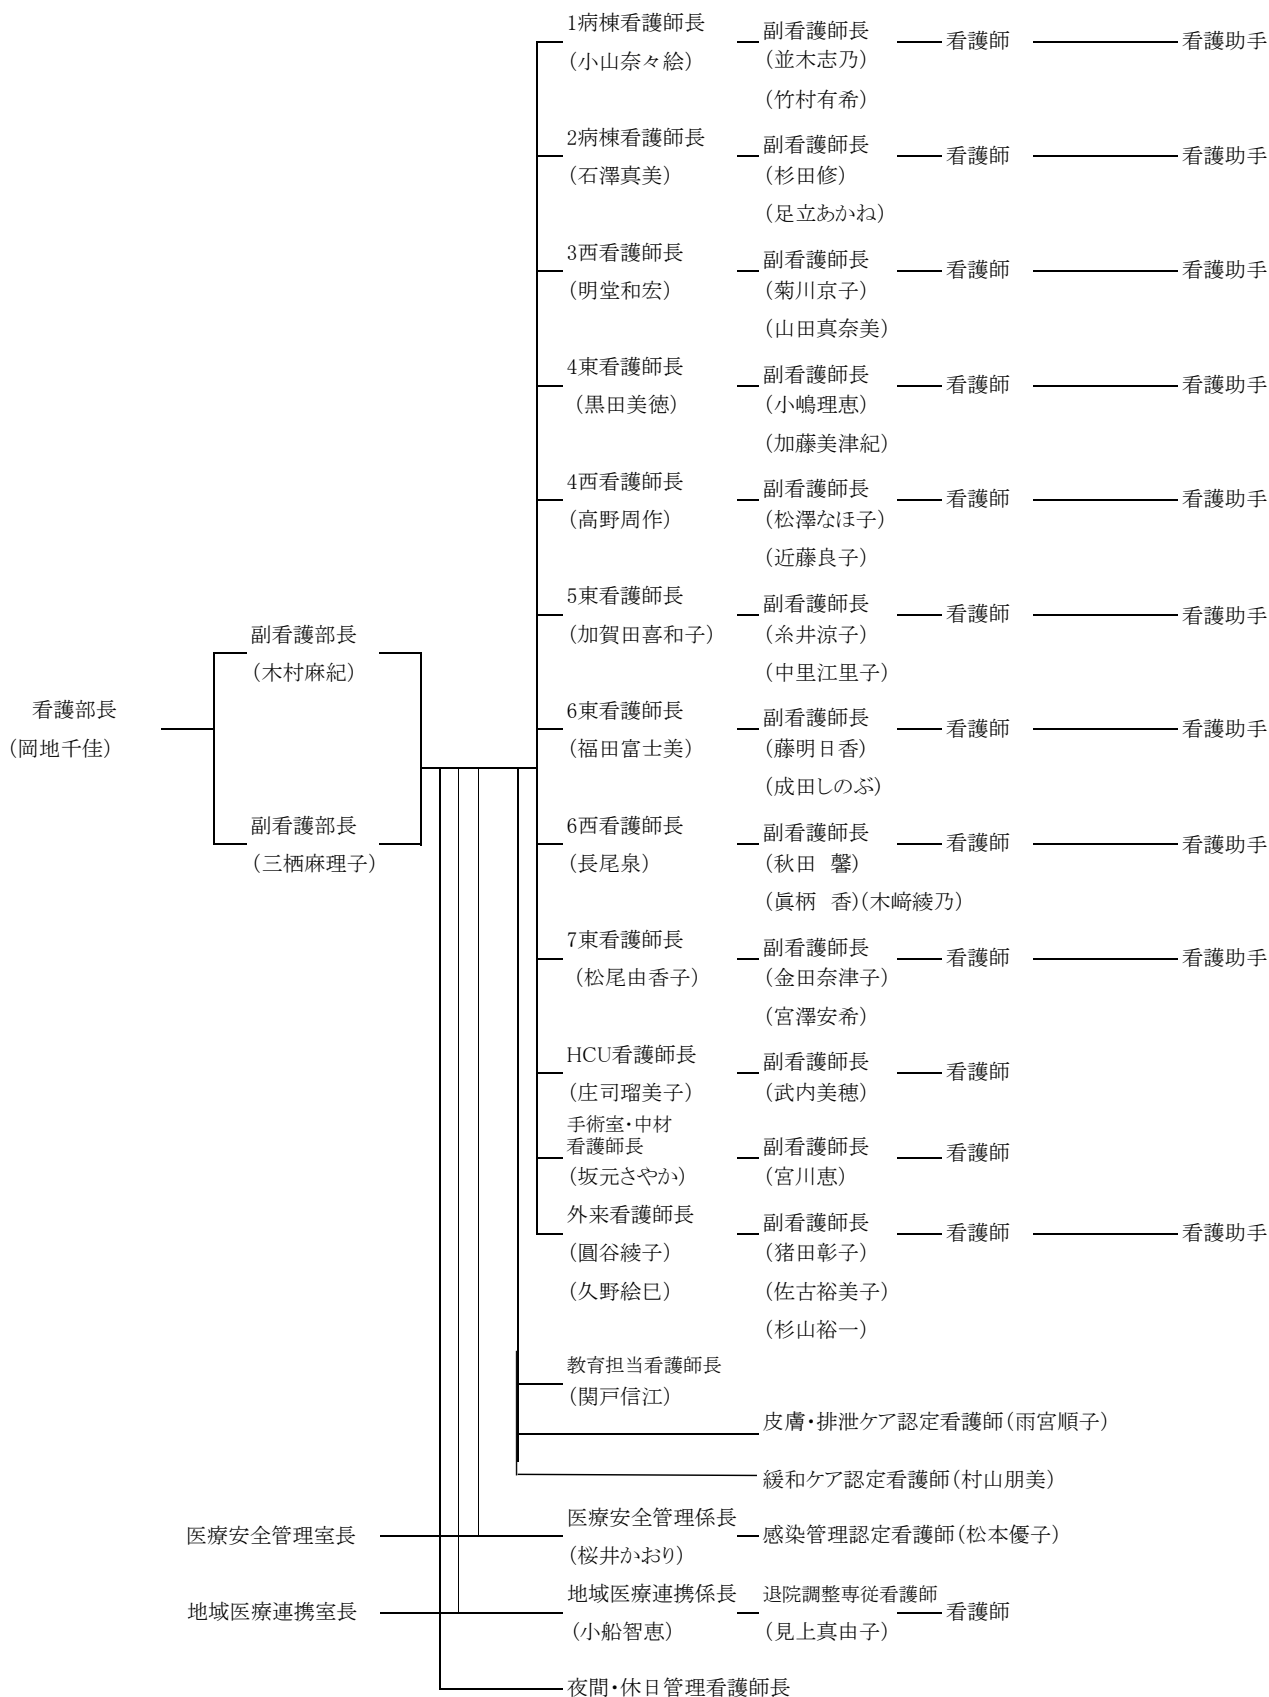 1病棟看護師長
副看護師長
看護師
看護助手
（小山奈々絵）
（並木志乃）
（竹村有希）
2病棟看護師長
副看護師長
看護師
看護助手
（石澤真美）
（杉田修）
（足立あかね）
3西看護師長
副看護師長
看護師
看護助手
（明堂和宏）
（菊川京子）
（山田真奈美）
4東看護師長
副看護師長
看護師
看護助手
（黒田美徳）
（小嶋理恵）
（加藤美津紀）
4西看護師長
副看護師長
看護師
看護助手
（高野周作）
（松澤なほ子）
（近藤良子）
5東看護師長
副看護師長
看護師
看護助手
（加賀田喜和子）
（糸井涼子）
（中里江里子）
副看護部長
（木村麻紀）
看護部長
（岡地千佳）
6東看護師長
副看護師長
看護師
看護助手
（福田富士美）
（藤明日香）
（成田しのぶ）
副看護部長
（三栖麻理子）
6西看護師長
副看護師長
看護師
看護助手
（長尾泉）
（秋田　馨）
（眞柄　香）（木﨑綾乃）
7東看護師長
副看護師長
看護師
看護助手
（松尾由香子）
（金田奈津子）
（宮澤安希）
HCU看護師長
副看護師長
看護師
（庄司瑠美子）
（武内美穂）
手術室・中材
看護師長
副看護師長
看護師
（坂元さやか）
（宮川恵）
外来看護師長
副看護師長
看護師
看護助手
（圓谷綾子）
（猪田彰子）
（久野絵巳）
（佐古裕美子）
（杉山裕一）
教育担当看護師長
（関戸信江）
皮膚・排泄ケア認定看護師（雨宮順子）
緩和ケア認定看護師（村山朋美）
医療安全管理室長
医療安全管理係長
（桜井かおり）
感染管理認定看護師（松本優子）
地域医療連携室長
地域医療連携係長
（小船智恵）
退院調整専従看護師
（見上真由子）
看護師
夜間・休日管理看護師長